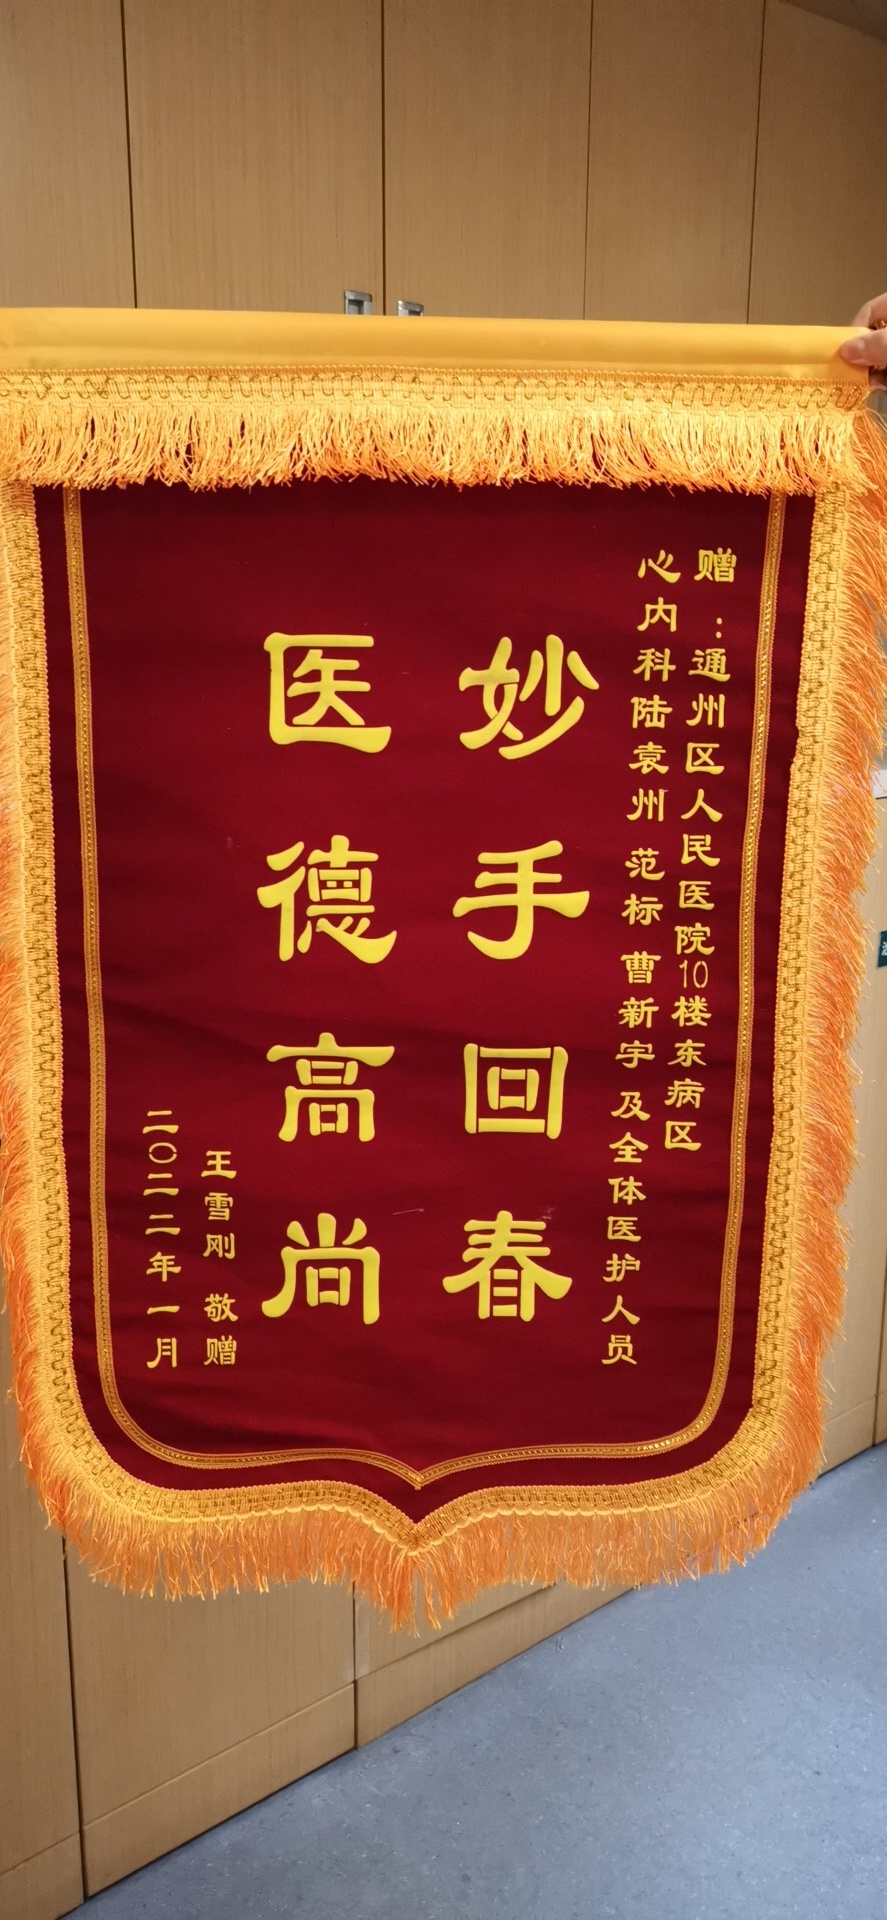 赠：通州区人民医院10楼东病区
心内科陆袁州 范标 曹新宇 及全体医护人员
妙手回春
医德高尚
王雪刚 敬赠
二〇二二年一月